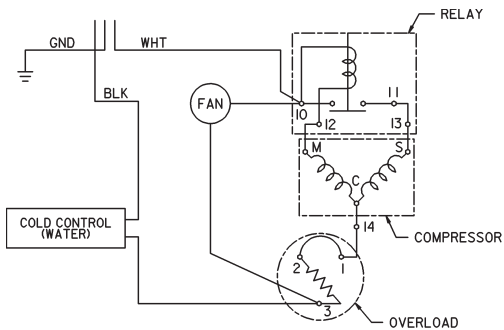 RELAY
GND
WHT
BLK
FAN
10
11
12
13
M
S
C
COLD CONTROL
(WATER)
14
COMPRESSOR
2
1
3
OVERLOAD